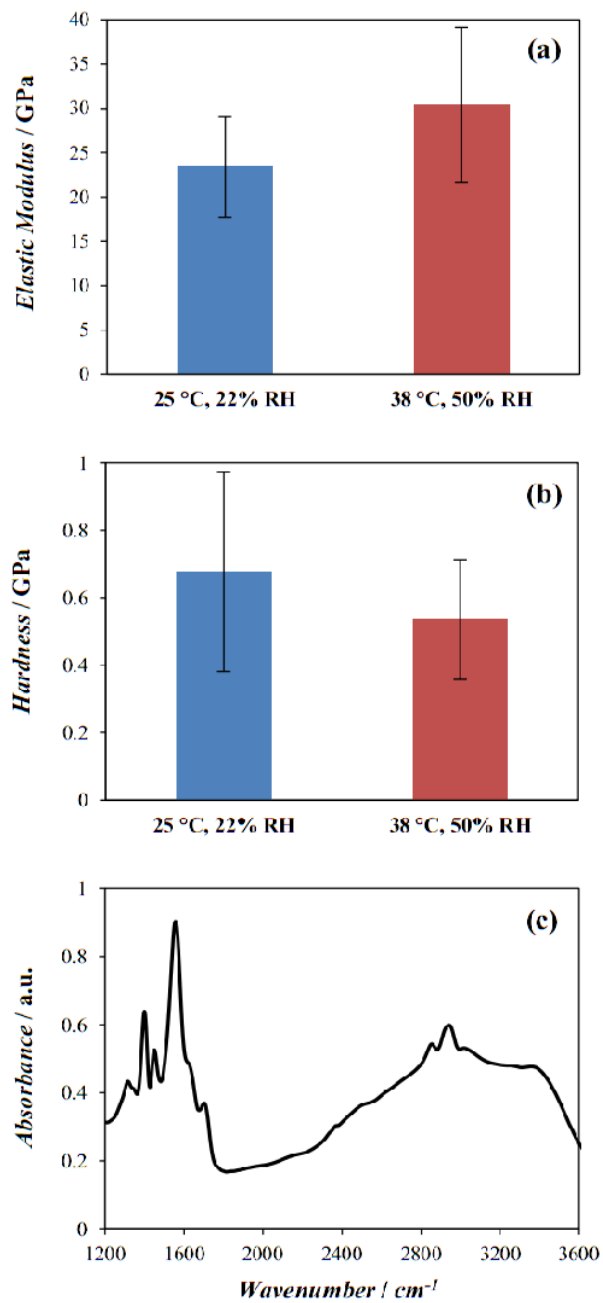 (a)
Elastic Modulus / GPa
40
35
30
25
20
15
10
5
0
25 °C, 22% RH 38 °C, 50% RH
(b)
Hardness / GPa
1
0.8
0.6
0.4
0.2
0
25 °C, 22% RH 38 °C, 50% RH
(c)
Absorbance / a.u.
1
0.8
0.6
0.4
0.2
0
1200 1600 2000 2400 2800 3200 3600
Wavenumber / cm⁻¹